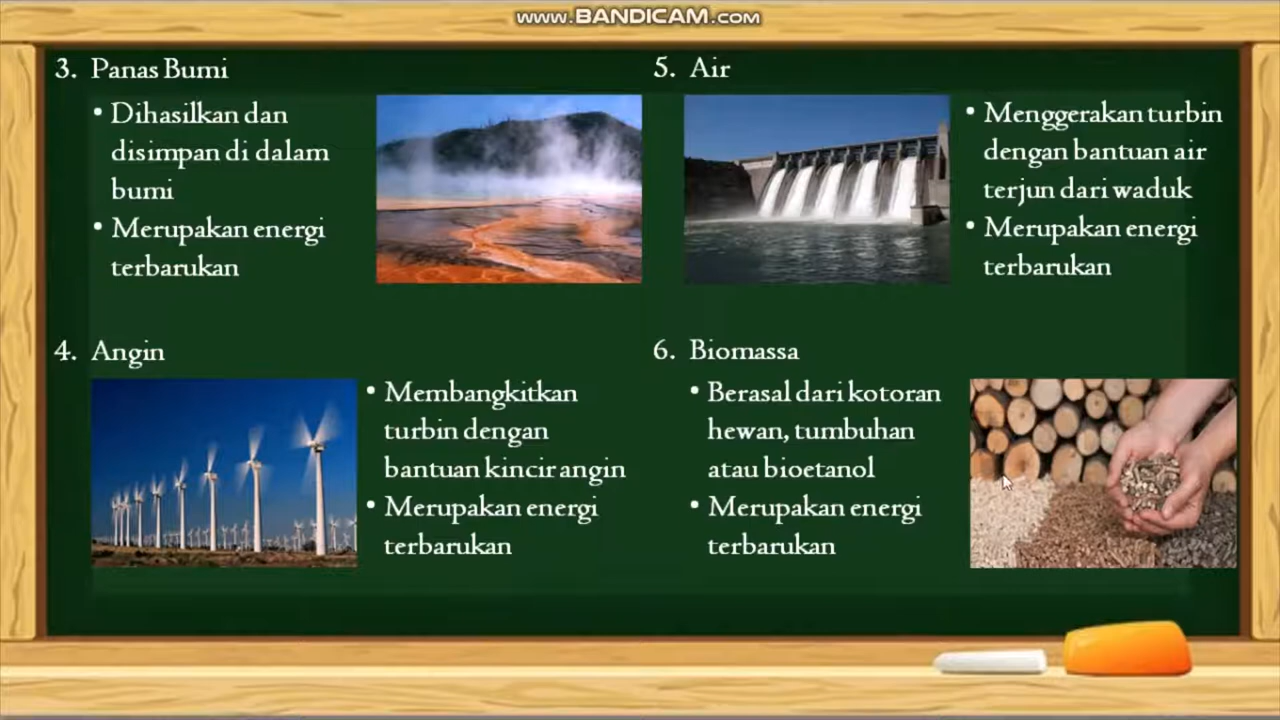 www.BANDICAM.com
3. Panas Bumi
• Dihasilkan dan
disimpan di dalam
bumi
• Merupakan energi
terbarukan
4. Angin
• Membangkitkan
turbin dengan
bantuan kincir angin
• Merupakan energi
terbarukan
5. Air
• Menggerakan turbin
dengan bantuan air
terjun dari waduk
• Merupakan energi
terbarukan
6. Biomassa
• Berasal dari kotoran
hewan, tumbuhan
atau bioetanol
• Merupakan energi
terbarukan